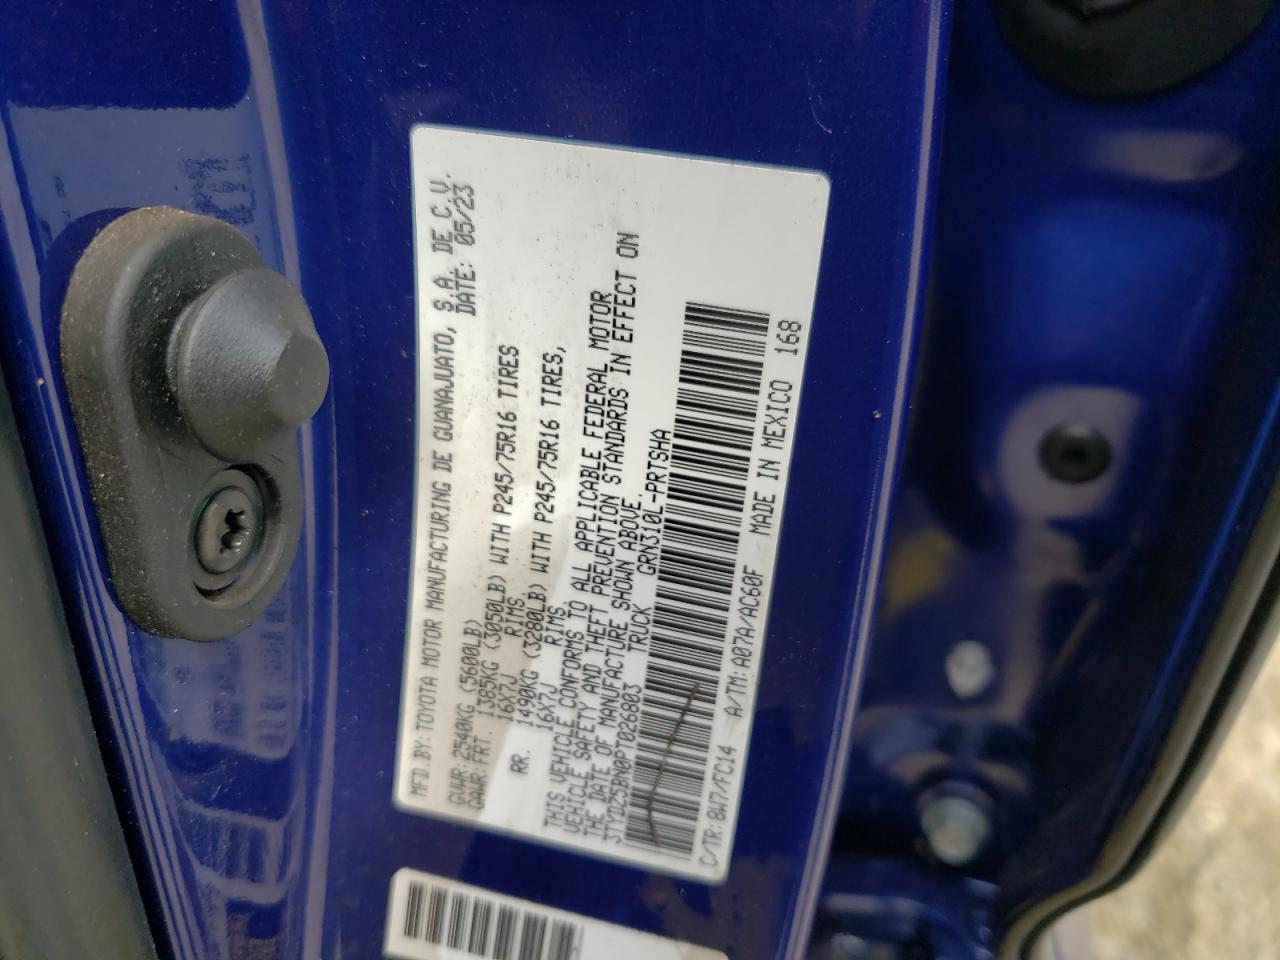 MFD.BY: TOYOTA MOTOR MANUFACTURING DE GUANAJUATO, S.A. DE C.V.
DATE: 05/23
GVWR: 2540KG (5600LB)
GAWR: FRT. 1385KG (3050LB) WITH P245/75R16 TIRES
16X7J RIMS.
RR. 1490KG (3280LB) WITH P245/75R16 TIRES,
16X7J RIMS.
THIS VEHICLE CONFORMS TO ALL APPLICABLE FEDERAL MOTOR
VEHICLE SAFETY AND THEFT PREVENTION STANDARDS IN EFFECT ON
THE DATE OF MANUFACTURE SHOWN ABOVE.
3TYDZ5BN0PT026803 TRUCK GRN310L-PRTSHA
C/TR: 8W7/FC14 A/TM: A07A/AC60F MADE IN MEXICO 168